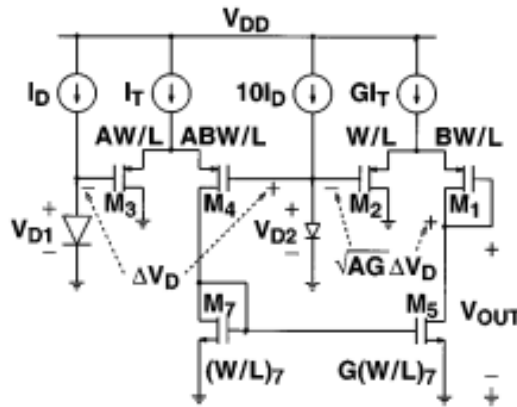 VDD
ID IT 10ID GIT
AW/L ABW/L W/L BW/L
M3 M4 M2 M1
+ VD1 −
− ΔVD +
+ VD2 −
− √AG ΔVD +
M7 M5
+ VOUT −
(W/L)7 G(W/L)7